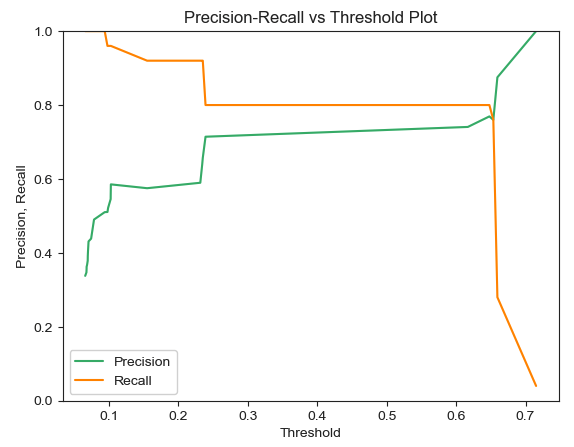 Precision-Recall vs Threshold Plot
Precision, Recall
1.0
0.8
0.6
0.4
0.2
0.0
Precision
Recall
0.1 0.2 0.3 0.4 0.5 0.6 0.7
Threshold